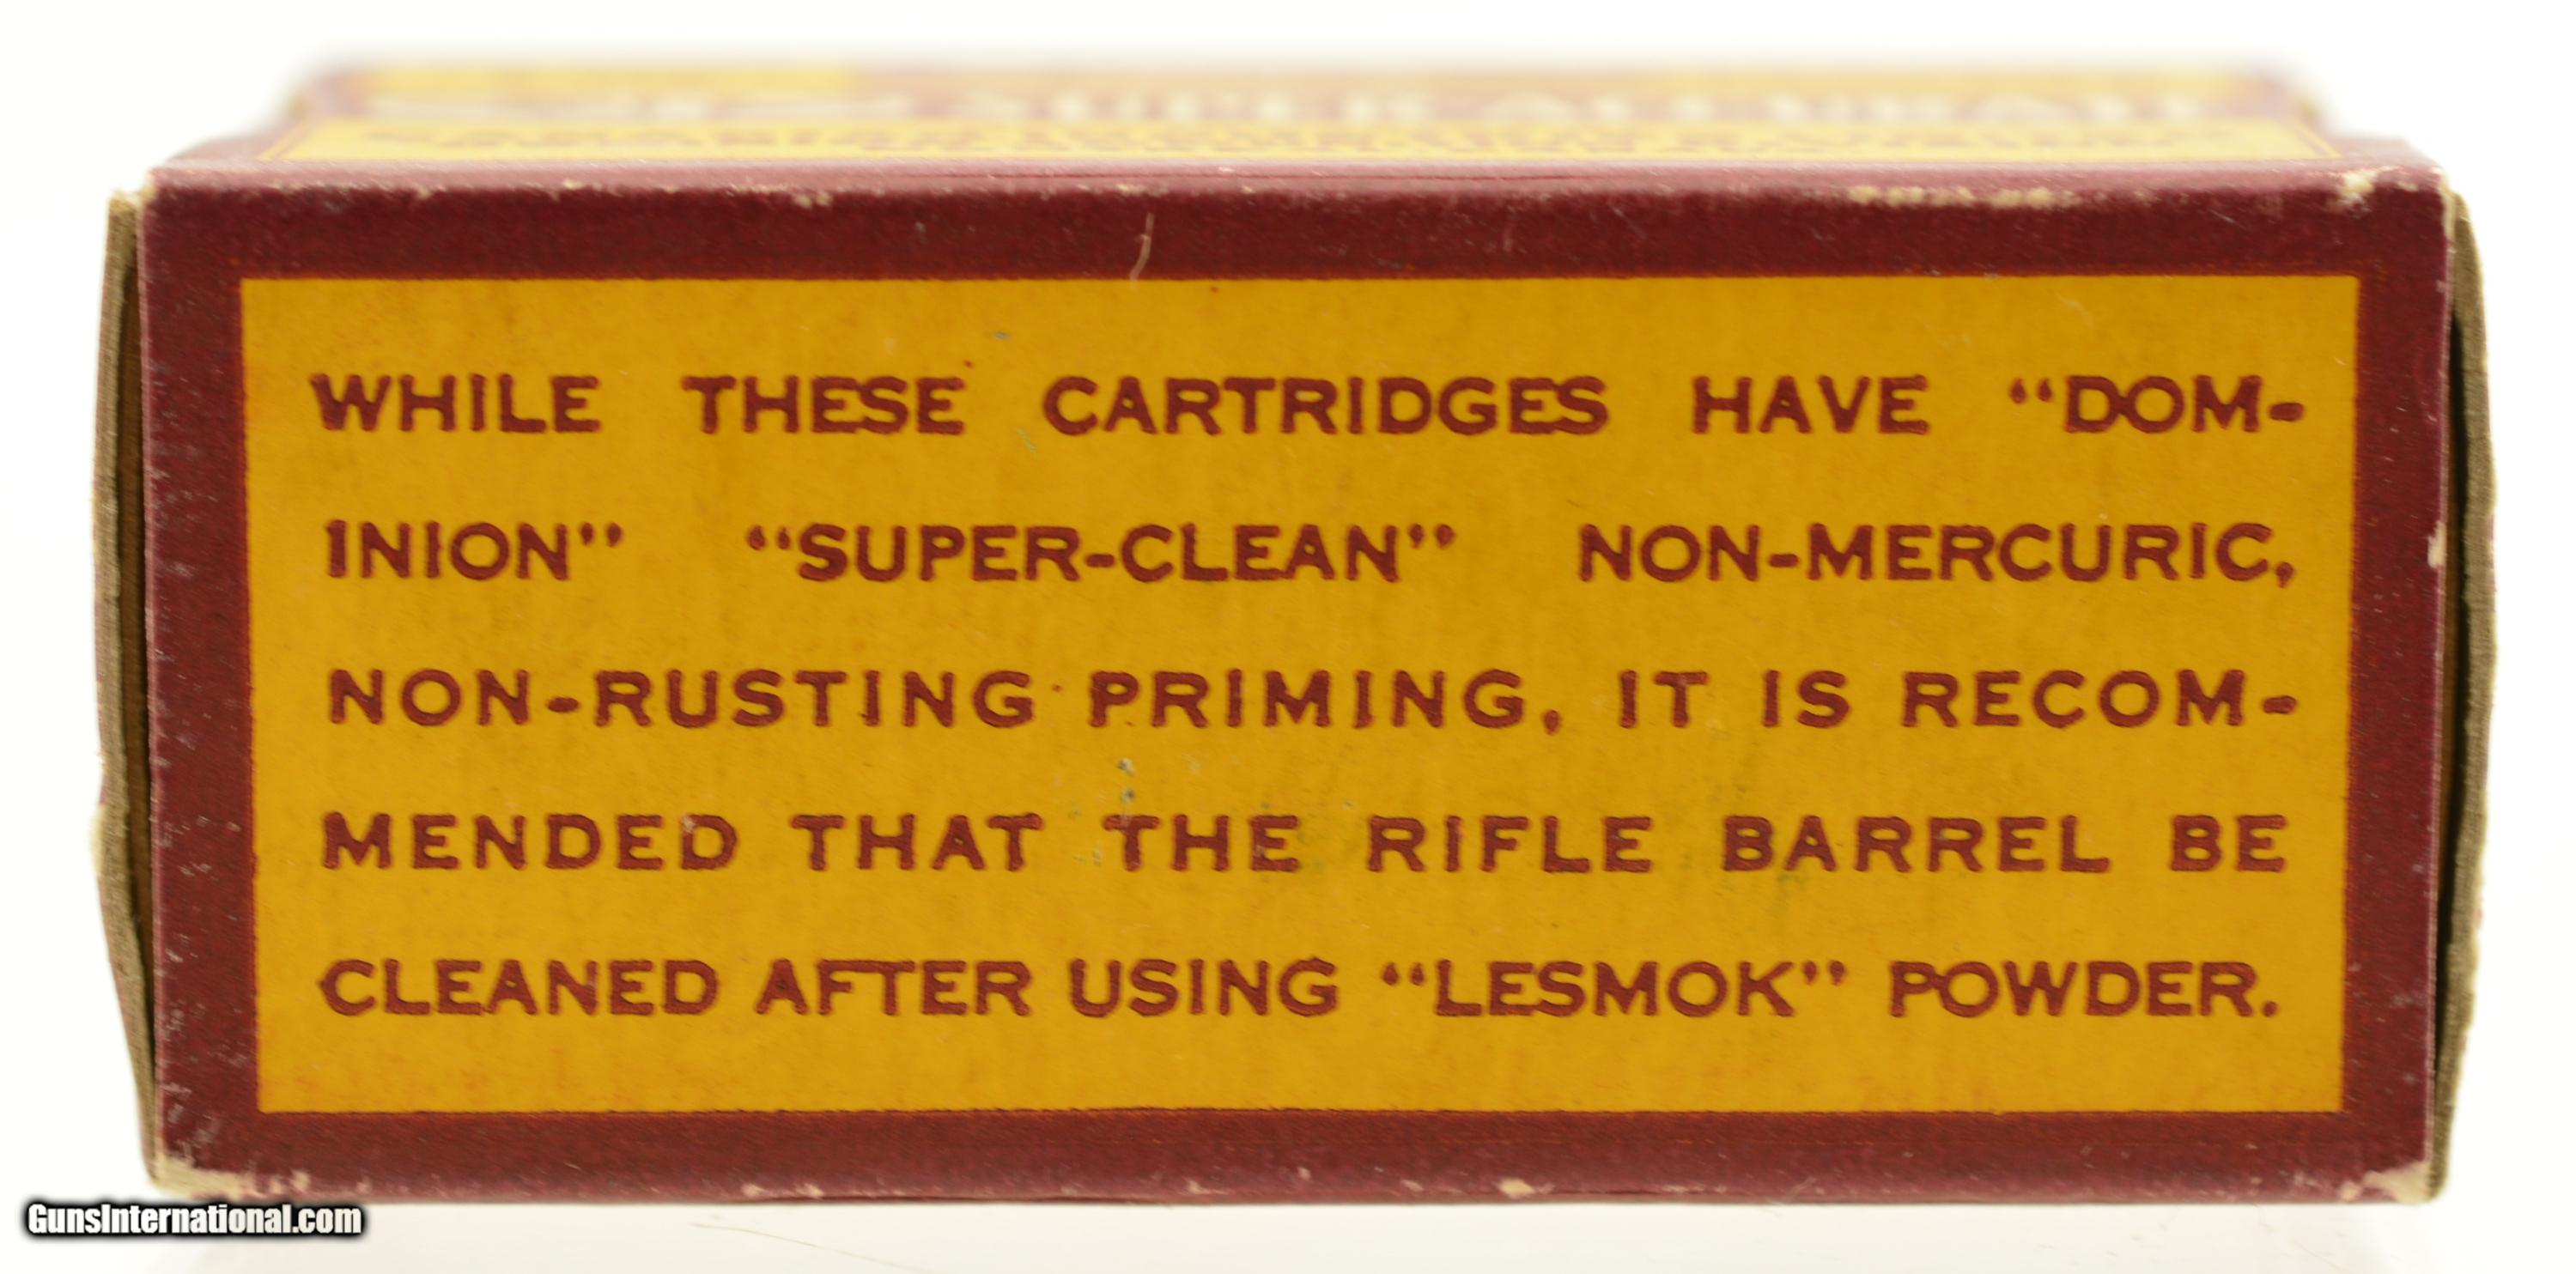 WHILE THESE CARTRIDGES HAVE “DOM-
INION” “SUPER-CLEAN” NON-MERCURIC,
NON-RUSTING PRIMING, IT IS RECOM-
MENDED THAT THE RIFLE BARREL BE
CLEANED AFTER USING “LESMOK” POWDER.
GunsInternational.com